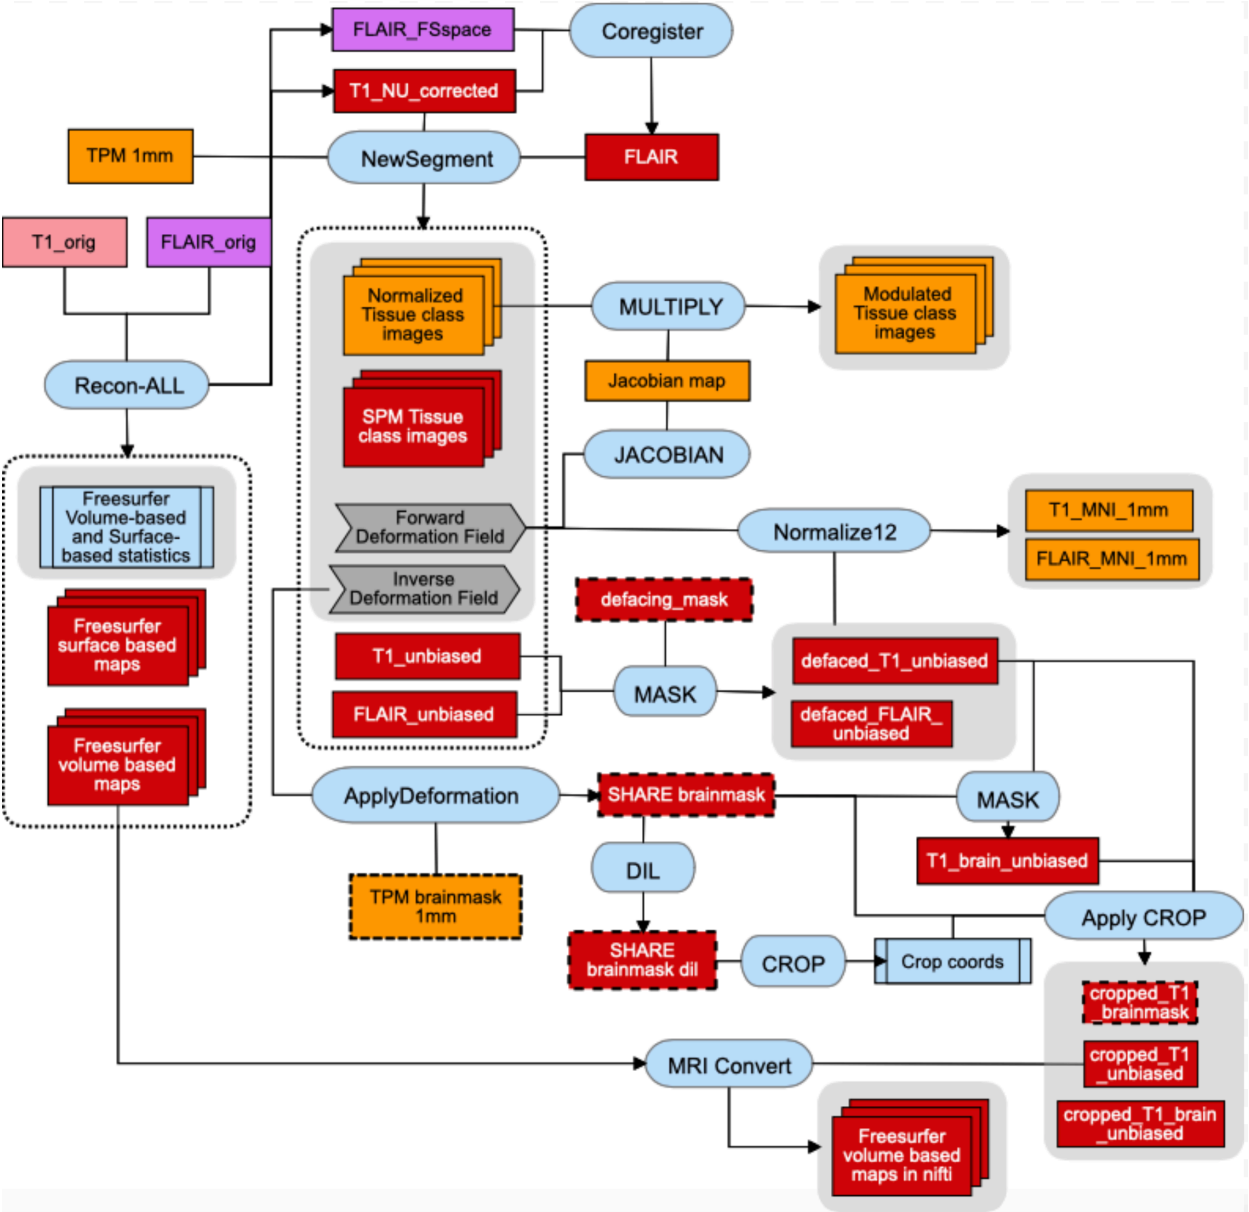 FLAIR_FSspace
Coregister
T1_NU_corrected
TPM 1mm
NewSegment
FLAIR
T1_orig
FLAIR_orig
Normalized
Tissue class
images
MULTIPLY
Modulated
Tissue class
images
Recon-ALL
Jacobian map
SPM Tissue
class images
JACOBIAN
Freesurfer
Volume-based
and Surface-
based statistics
Forward
Deformation Field
Normalize12
T1_MNI_1mm
FLAIR_MNI_1mm
Inverse
Deformation Field
defacing_mask
Freesurfer
surface based
maps
T1_unbiased
FLAIR_unbiased
MASK
defaced_T1_unbiased
defaced_FLAIR_
unbiased
Freesurfer
volume based
maps
ApplyDeformation
SHARE brainmask
MASK
T1_brain_unbiased
DIL
TPM brainmask
1mm
Apply CROP
SHARE
brainmask dil
CROP
Crop coords
cropped_T1
_brainmask
MRI Convert
cropped_T1
_unbiased
cropped_T1_brain
_unbiased
Freesurfer
volume based
maps in nifti